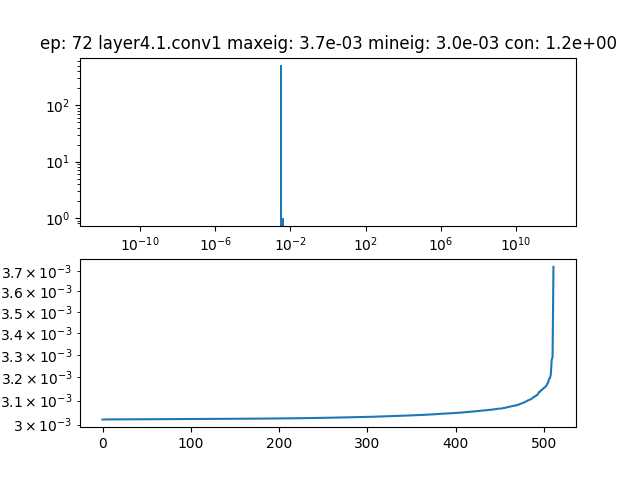 ep: 72 layer4.1.conv1 maxeig: 3.7e-03 mineig: 3.0e-03 con: 1.2e+00
10²
10¹
10⁰
10⁻¹⁰ 10⁻⁶ 10⁻² 10² 10⁶ 10¹⁰
3.7 × 10⁻³
3.6 × 10⁻³
3.5 × 10⁻³
3.4 × 10⁻³
3.3 × 10⁻³
3.2 × 10⁻³
3.1 × 10⁻³
3 × 10⁻³
0 100 200 300 400 500